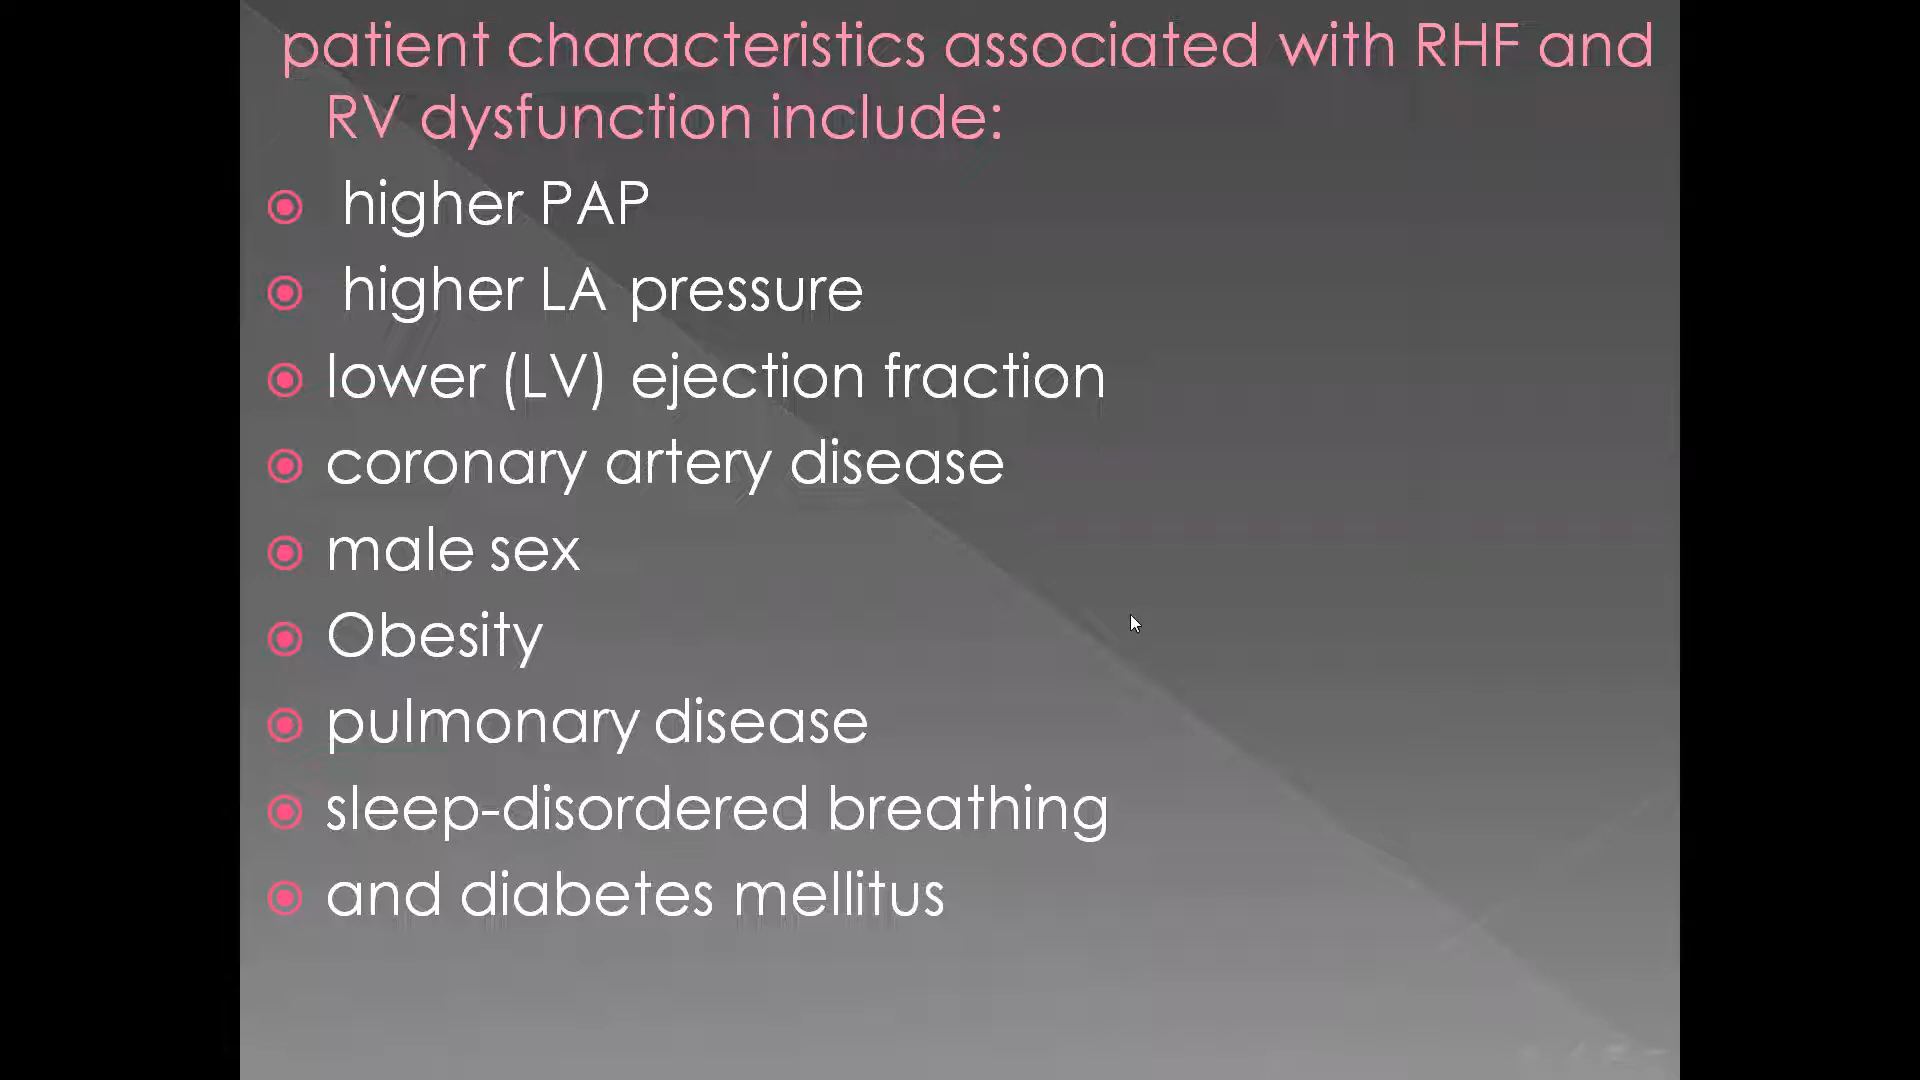 patient characteristics associated with RHF and
RV dysfunction include:
higher PAP
higher LA pressure
lower (LV) ejection fraction
coronary artery disease
male sex
Obesity
pulmonary disease
sleep-disordered breathing
and diabetes mellitus